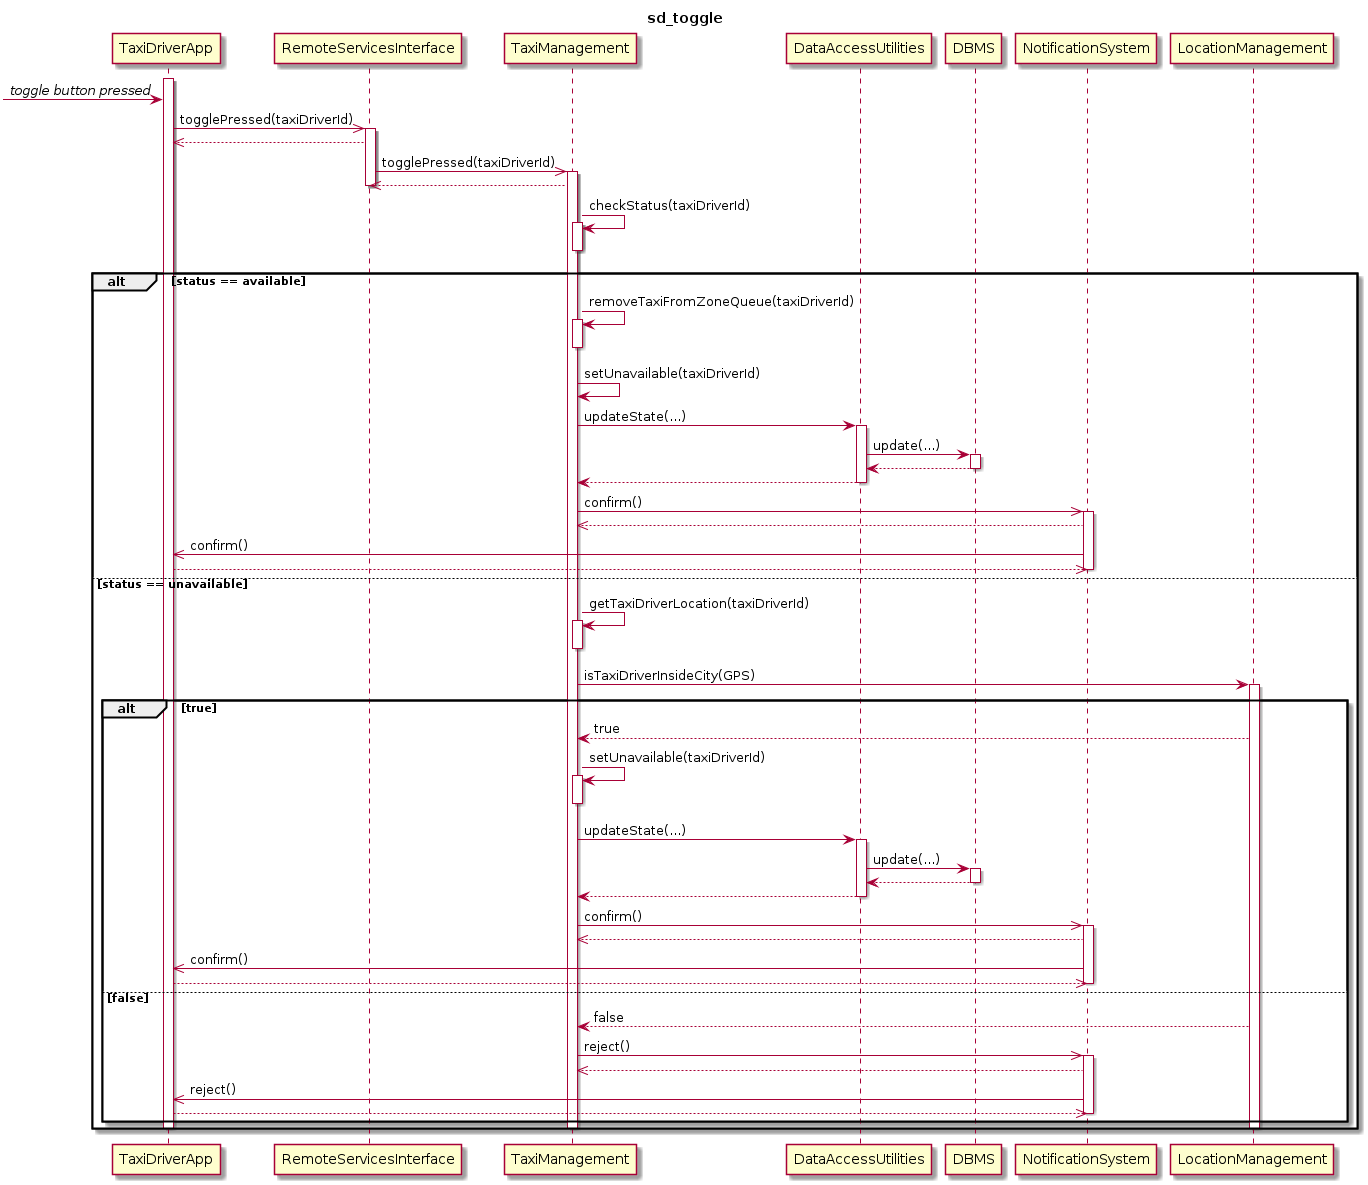 sd_toggle
TaxiDriverApp RemoteServicesInterface TaxiManagement DataAccessUtilities DBMS NotificationSystem LocationManagement
toggle button pressed
togglePressed(taxiDriverId)
togglePressed(taxiDriverId)
checkStatus(taxiDriverId)
alt [status == available]
removeTaxiFromZoneQueue(taxiDriverId)
setUnavailable(taxiDriverId)
updateState(...)
update(...)
confirm()
confirm()
[status == unavailable]
getTaxiDriverLocation(taxiDriverId)
isTaxiDriverInsideCity(GPS)
alt [true]
true
setUnavailable(taxiDriverId)
updateState(...)
update(...)
confirm()
confirm()
[false]
false
reject()
reject()
TaxiDriverApp RemoteServicesInterface TaxiManagement DataAccessUtilities DBMS NotificationSystem LocationManagement